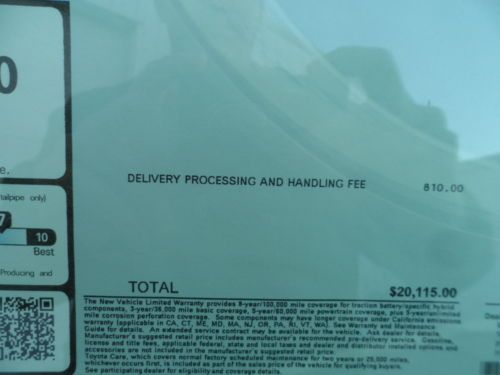 0
e.
tailpipe only)
7
10
Best
Producing and
DELIVERY PROCESSING AND HANDLING FEE 810.00
TOTAL $20,115.00
The New Vehicle Limited Warranty provides 8-year/100,000 mile coverage for traction battery/specific hybrid
components, 3-year/36,000 mile basic coverage, 5-year/60,000 mile powertrain coverage, plus 5-year/unlimited
mile corrosion perforation coverage. Some components may have longer coverage under California emissions
warranty (applicable in CA, CT, ME, MD, MA, NJ, OR, PA, RI, VT, WA). See Warranty and Maintenance
Guide for details. An extended service contract may be available for the vehicle. Ask dealer for details.
Manufacturer's suggested retail price includes manufacturer's recommended pre-delivery service. Gasoline,
license and title fees, applicable federal, state and local taxes and dealer and distributor installed options and
accessories are not included in the manufacturer's suggested retail price.
Toyota Care, which covers normal factory scheduled maintenance for two years or 25,000 miles,
whichever occurs first, is included as part of the sales price of the vehicle for qualifying buyers.
See participating dealer for eligibility and coverage details.